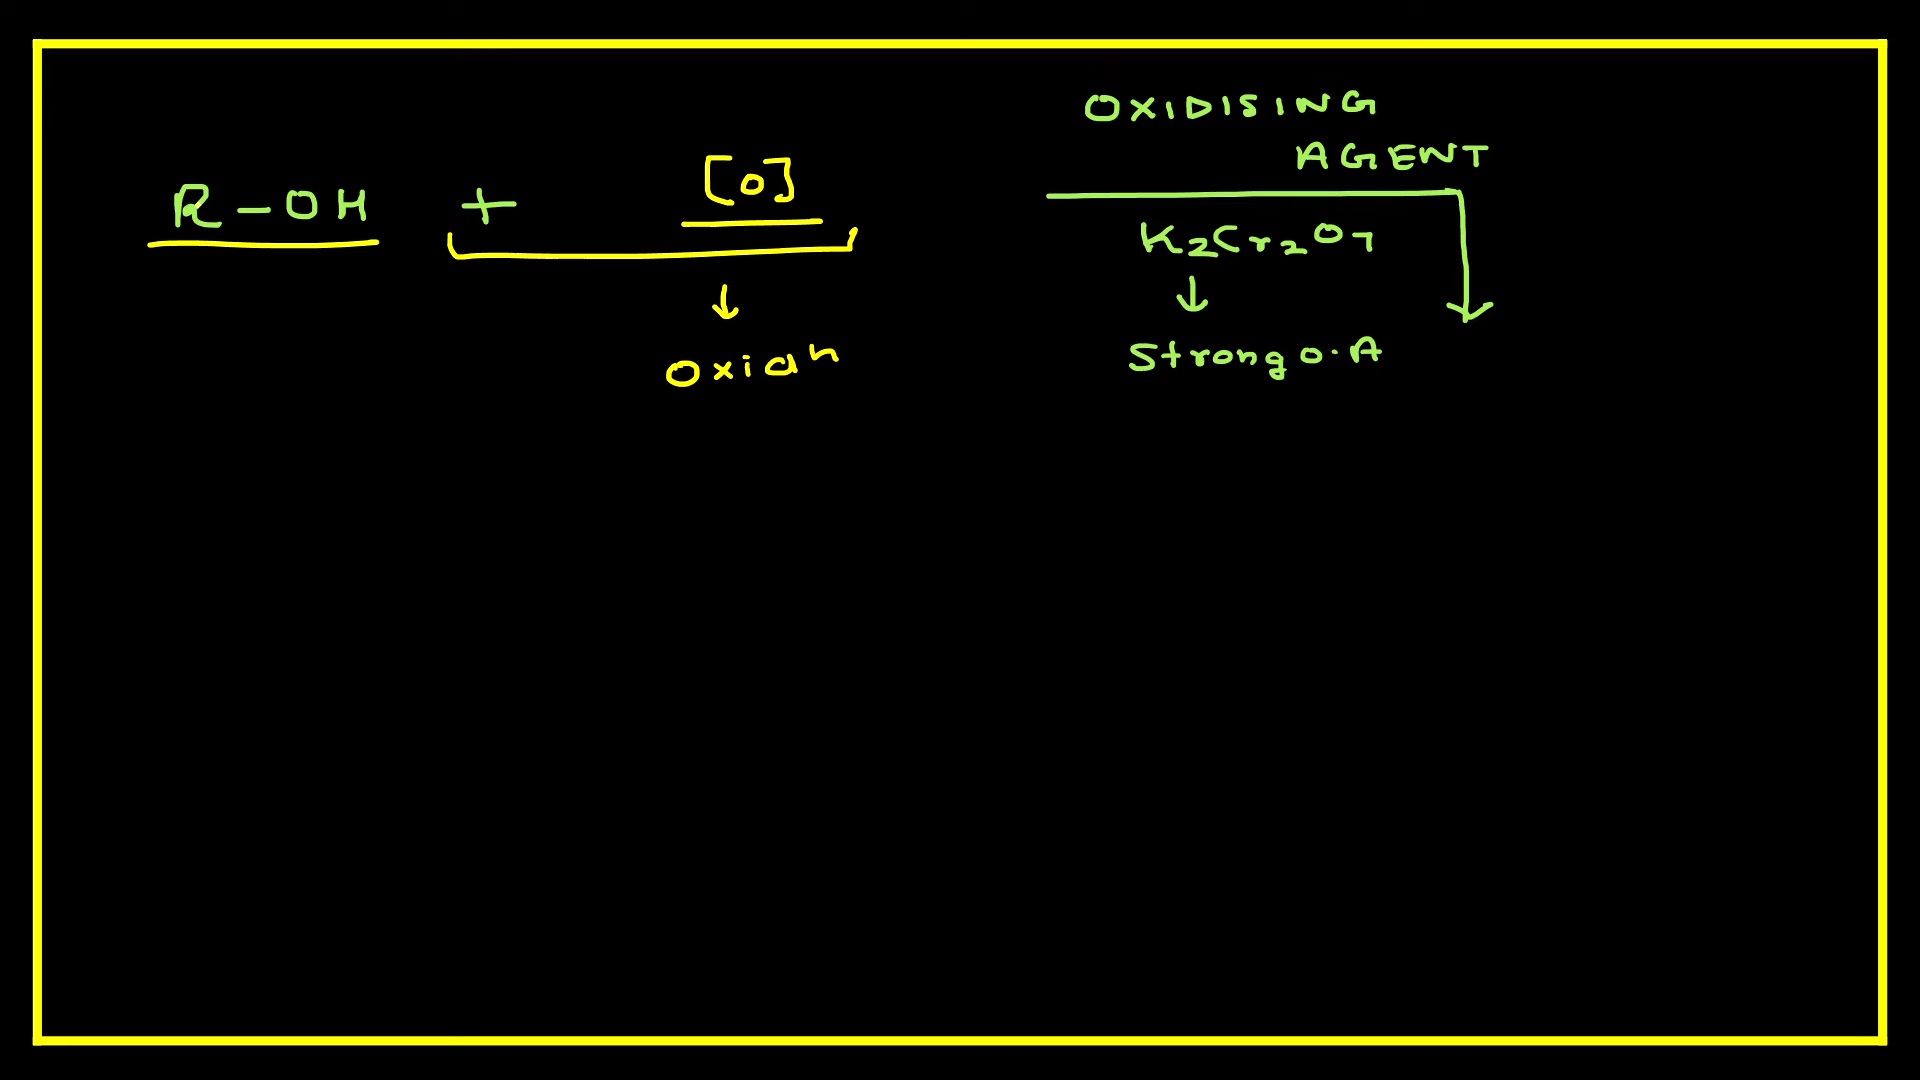 R-OH + [O]
Oxidn
OXIDISING
AGENT
K2Cr2O7
Strong O.A